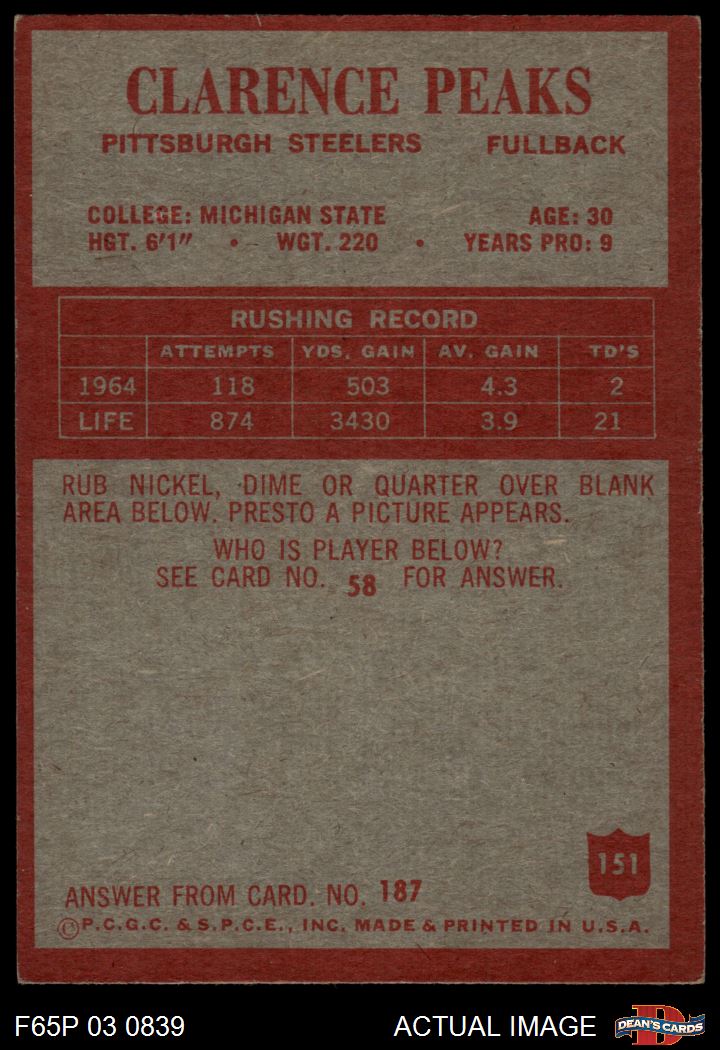 CLARENCE PEAKS
PITTSBURGH STEELERS FULLBACK
COLLEGE: MICHIGAN STATE AGE: 30
HGT. 6'1" • WGT. 220 • YEARS PRO: 9
RUSHING RECORD
ATTEMPTS YDS. GAIN AV. GAIN TD'S
1964 118 503 4.3 2
LIFE 874 3430 3.9 21
RUB NICKEL, DIME OR QUARTER OVER BLANK
AREA BELOW. PRESTO A PICTURE APPEARS.
WHO IS PLAYER BELOW?
SEE CARD NO. 58 FOR ANSWER.
151
ANSWER FROM CARD. NO. 187
©P.C.G.C. & S.P.C.E., INC. MADE & PRINTED IN U.S.A.
F65P 03 0839 ACTUAL IMAGE D DEAN'S CARDS